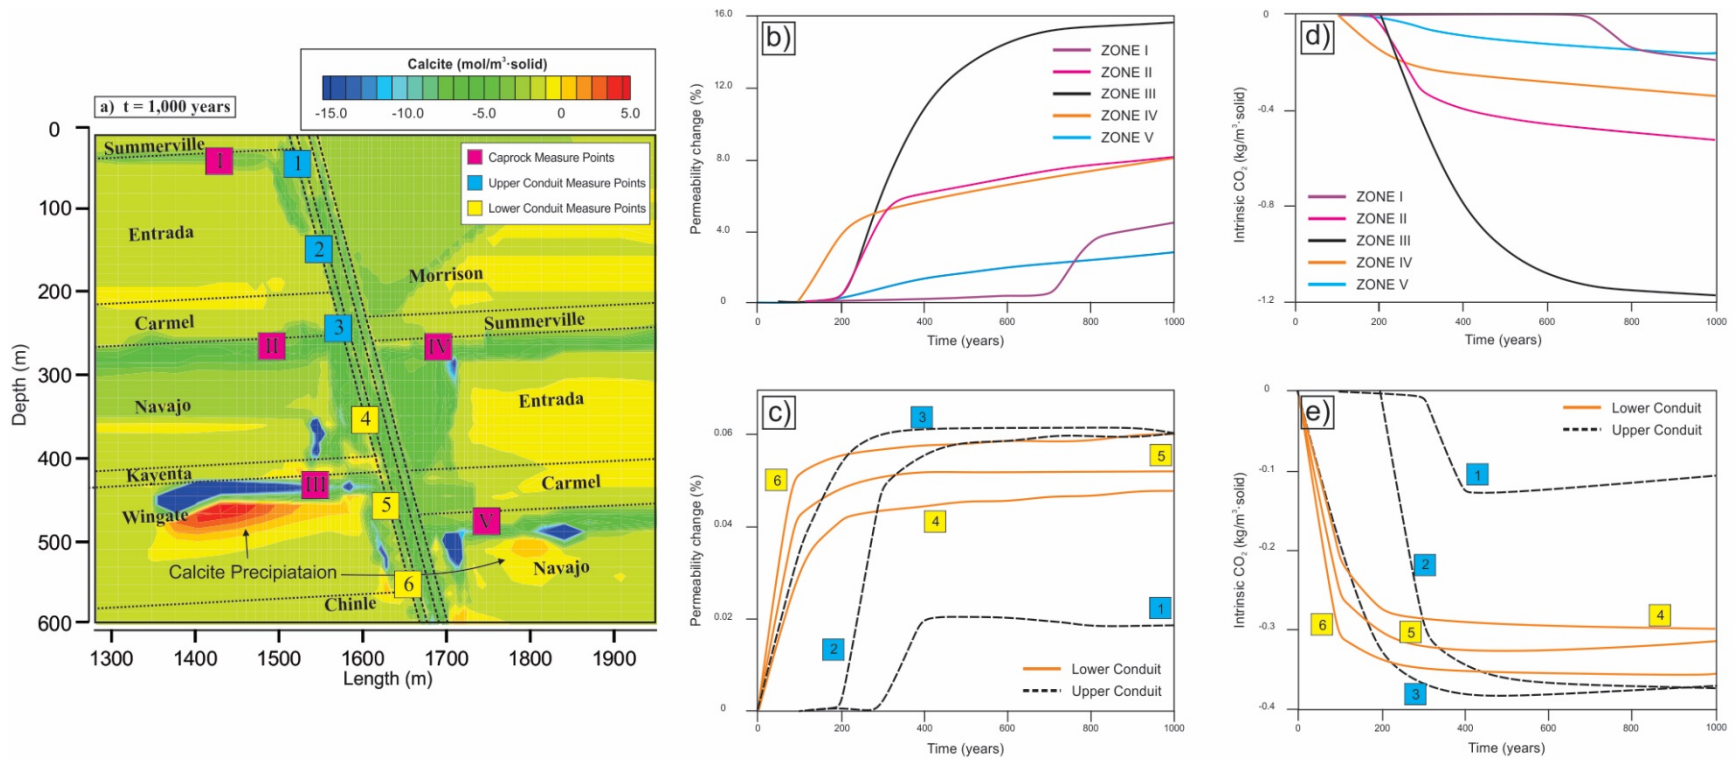 Calcite (mol/m³·solid)
-15.0 -10.0 -5.0 0 5.0
a) t = 1,000 years
Caprock Measure Points
Upper Conduit Measure Points
Lower Conduit Measure Points
Depth (m)
0
100
200
300
400
500
600
Summerville
I
1
Entrada
2
Morrison
Carmel
3
Summerville
II
IV
Navajo
4
Entrada
Kayenta
III
Carmel
Wingate
5
V
Calcite Precipiataion
Navajo
6
Chinle
1300 1400 1500 1600 1700 1800 1900
Length (m)
b)
Permeability change (%)
16.0
12.0
8.0
4.0
0
ZONE I
ZONE II
ZONE III
ZONE IV
ZONE V
0 200 400 600 800 1000
Time (years)
d)
Intrinsic CO₂ (kg/m³·solid)
0
-0.4
-0.8
-1.2
ZONE I
ZONE II
ZONE III
ZONE IV
ZONE V
0 200 400 600 800 1000
Time (years)
c)
Permeability change (%)
0.06
0.04
0.02
0
3
6
5
4
2
1
Lower Conduit
Upper Conduit
0 200 400 600 800 1000
Time (years)
e)
Intrinsic CO₂ (kg/m³·solid)
0
-0.1
-0.2
-0.3
-0.4
Lower Conduit
Upper Conduit
1
2
4
6
5
3
0 200 400 600 800 1000
Time (years)